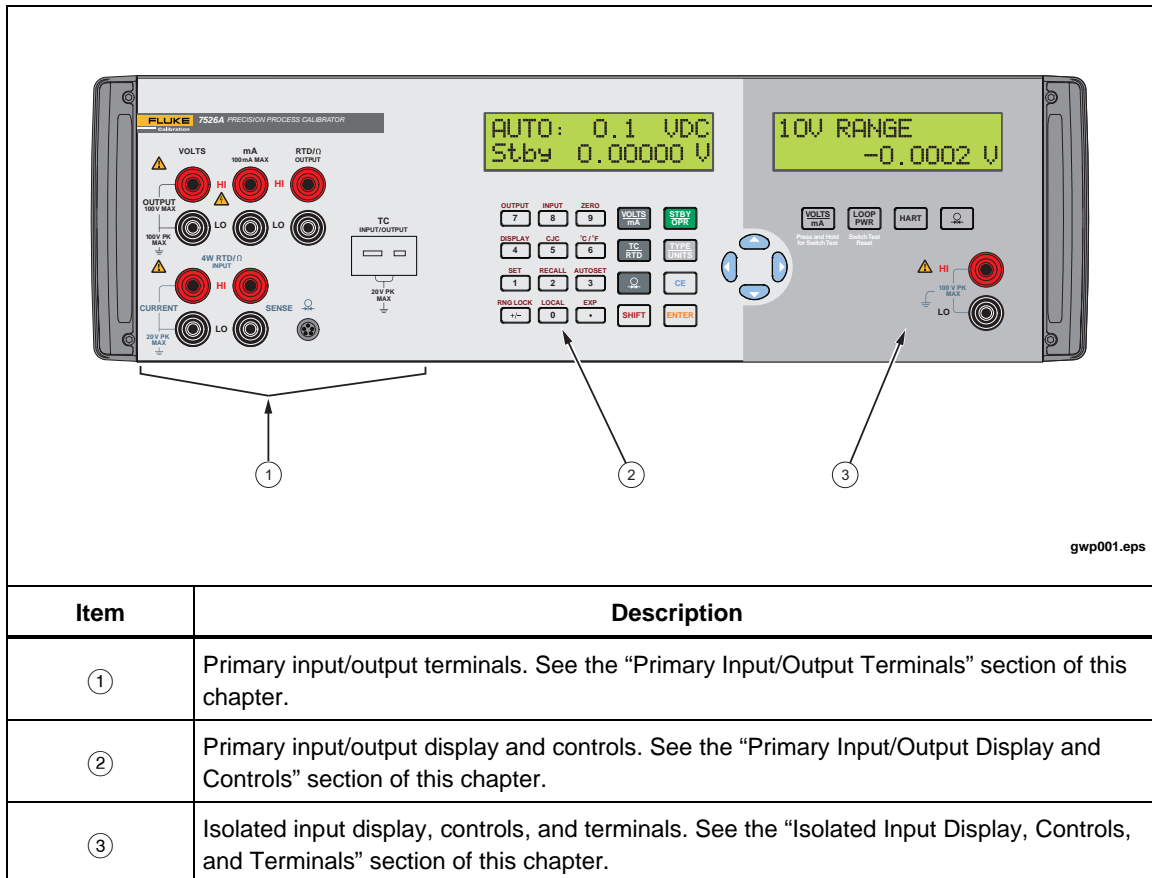 FLUKE 7526A PRECISION PROCESS CALIBRATOR
Calibration
VOLTS mA RTD/Ω
100 mA MAX OUTPUT
HI HI
OUTPUT
100 V MAX
LO LO
100V PK
MAX
4W RTD/Ω
INPUT
HI
CURRENT SENSE
LO
20V PK
MAX
TC
INPUT/OUTPUT
20 V PK
MAX
AUTO: 0.1 VDC
Stby 0.00000 V
OUTPUT INPUT ZERO
7 8 9 VOLTS mA STBY OPR
DISPLAY CJC °C / °F
4 5 6 TC RTD TYPE UNITS
SET RECALL AUTOSET
1 2 3 CE
RNG LOCK LOCAL EXP
+/− 0 • SHIFT ENTER
10V RANGE
-0.0002 V
VOLTS mA LOOP PWR HART
Press and Hold for Switch Test Switch Test Reset
HI
100 V PK
MAX
LO
1 2 3
gwp001.eps
Item Description
1 Primary input/output terminals. See the “Primary Input/Output Terminals” section of this
chapter.
2 Primary input/output display and controls. See the “Primary Input/Output Display and
Controls” section of this chapter.
3 Isolated input display, controls, and terminals. See the “Isolated Input Display, Controls,
and Terminals” section of this chapter.